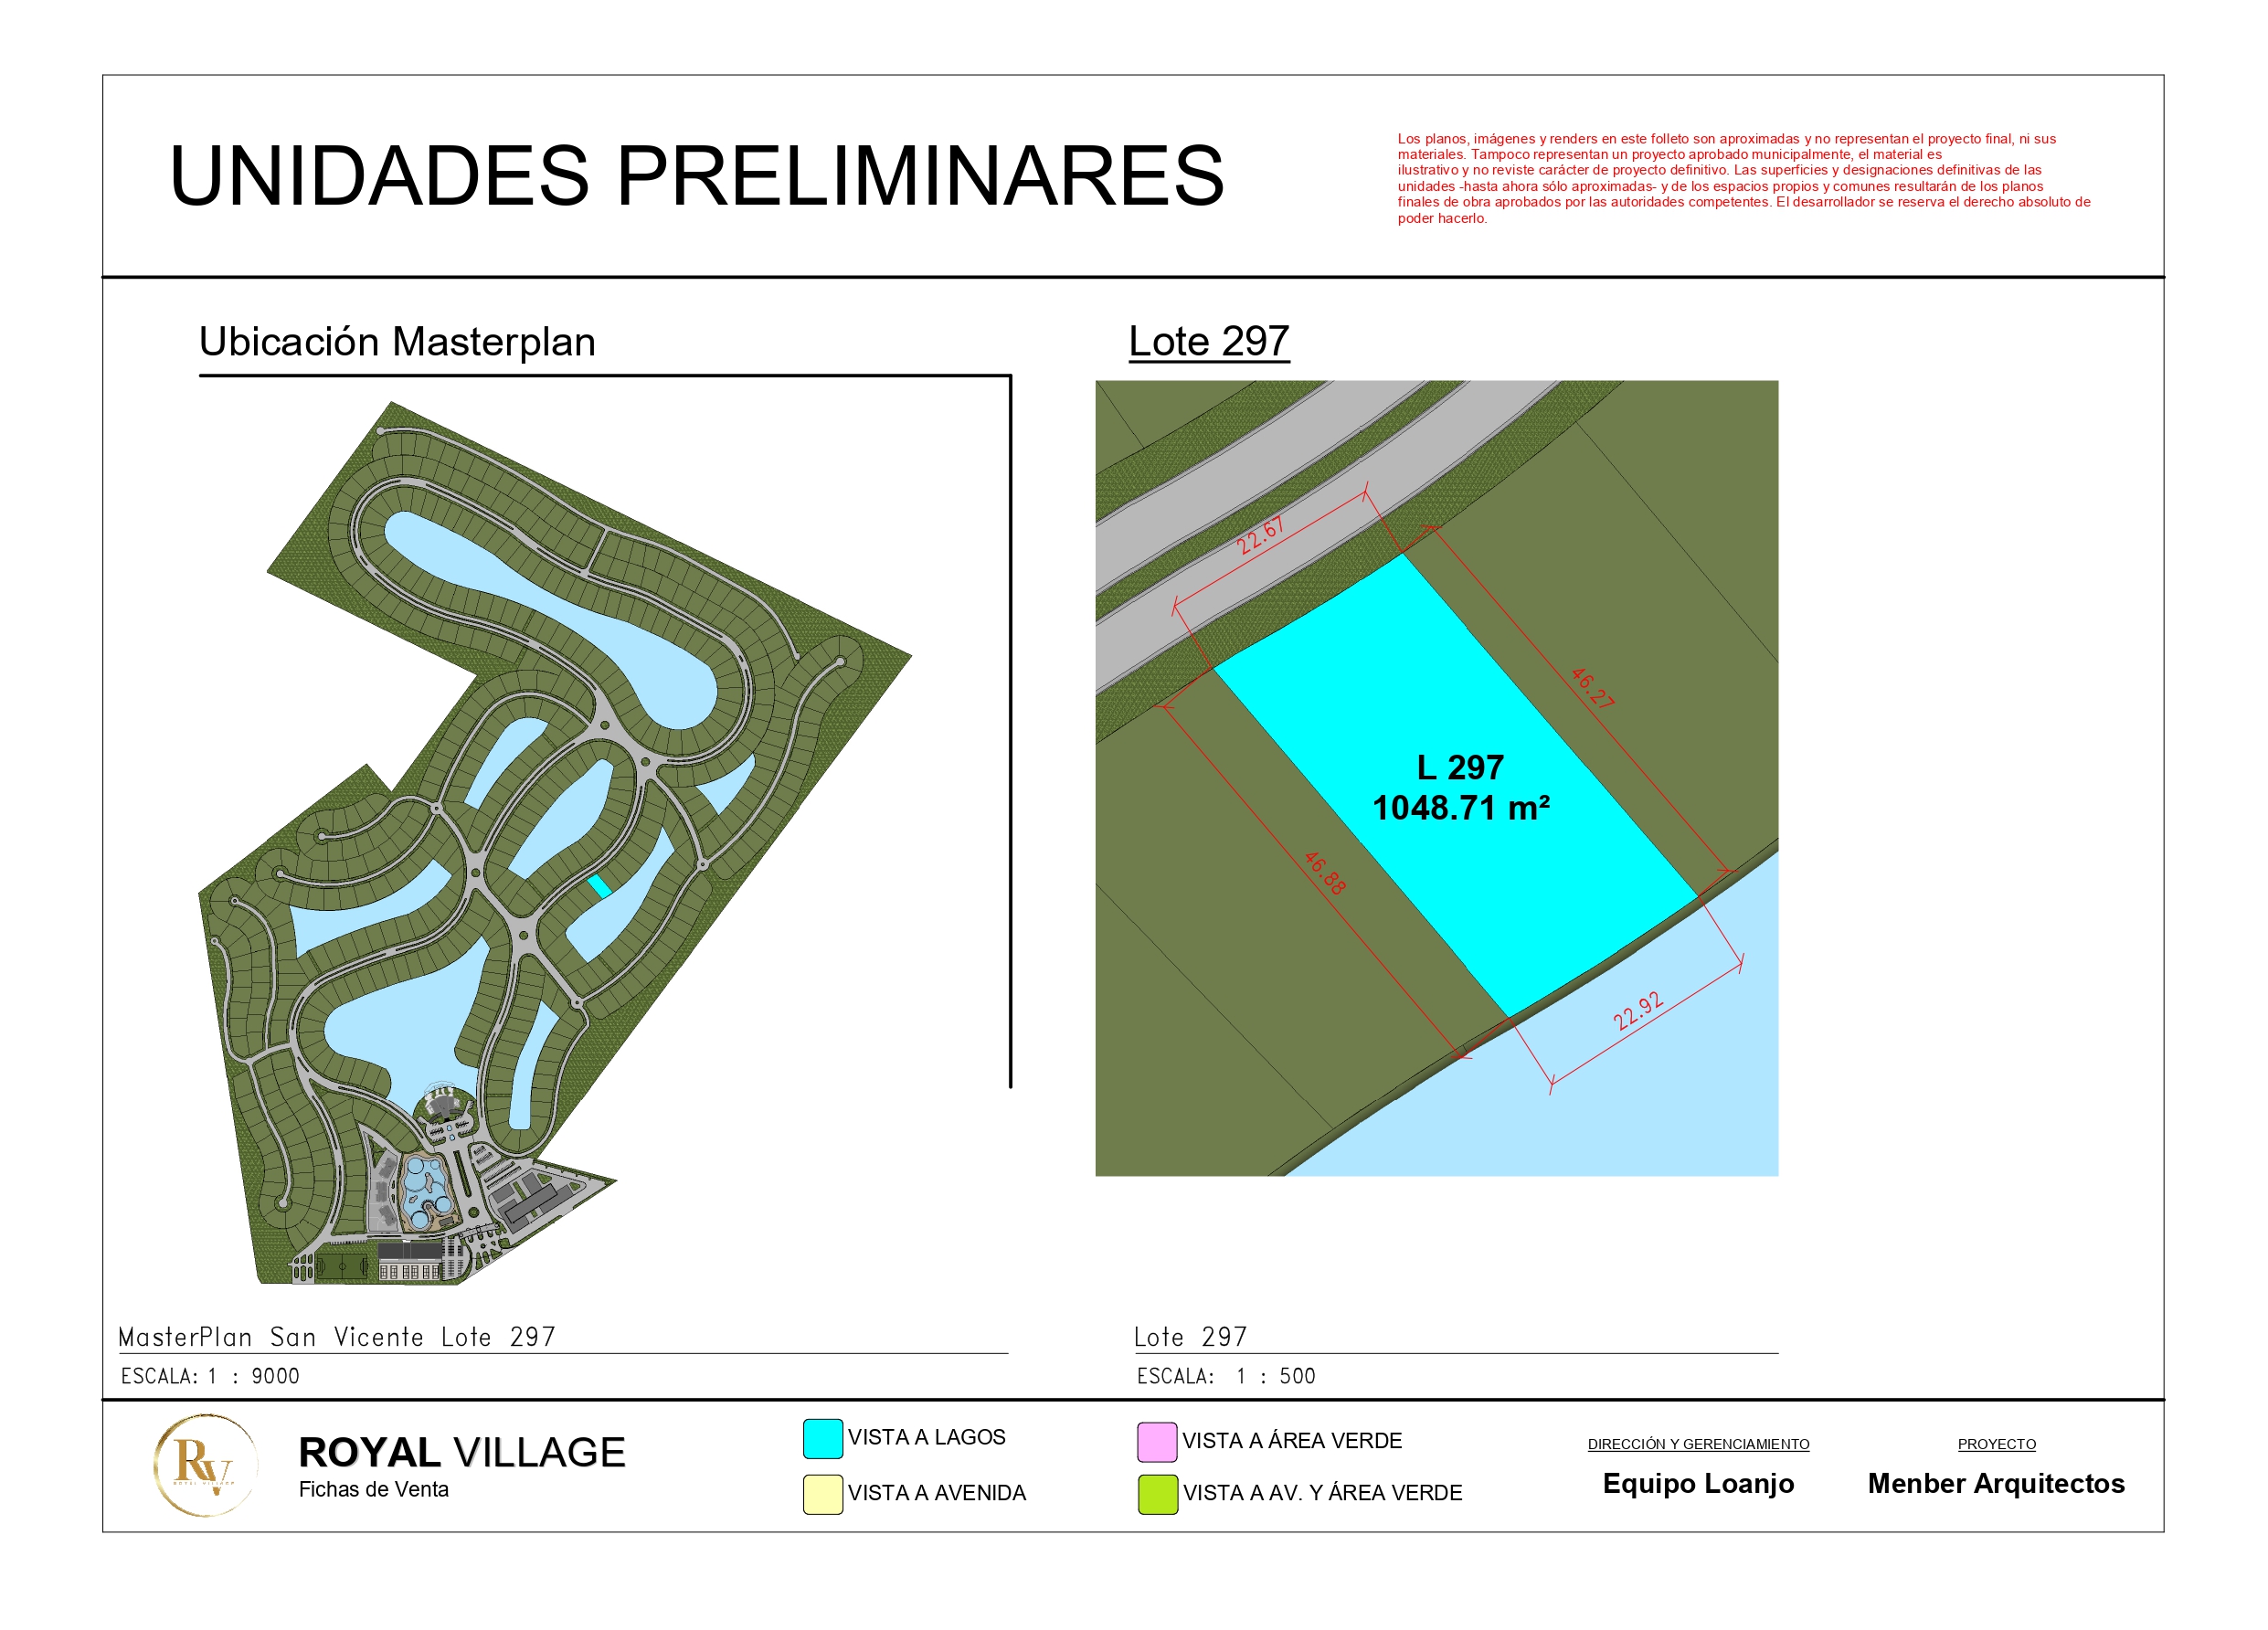 UNIDADES PRELIMINARES
Los planos, imágenes y renders en este folleto son aproximadas y no representan el proyecto final, ni sus
materiales. Tampoco representan un proyecto aprobado municipalmente, el material es
ilustrativo y no reviste carácter de proyecto definitivo. Las superficies y designaciones definitivas de las
unidades -hasta ahora sólo aproximadas- y de los espacios propios y comunes resultarán de los planos
finales de obra aprobados por las autoridades competentes. El desarrollador se reserva el derecho absoluto de
poder hacerlo.
Ubicación Masterplan
Lote 297
22.67
46.27
L 297
1048.71 m²
46.88
22.92
MasterPlan San Vicente Lote 297
ESCALA: 1 : 9000
Lote 297
ESCALA: 1 : 500
RV
ROYAL VILLAGE
ROYAL VILLAGE
Fichas de Venta
VISTA A LAGOS
VISTA A AVENIDA
VISTA A ÁREA VERDE
VISTA A AV. Y ÁREA VERDE
DIRECCIÓN Y GERENCIAMIENTO
Equipo Loanjo
PROYECTO
Menber Arquitectos